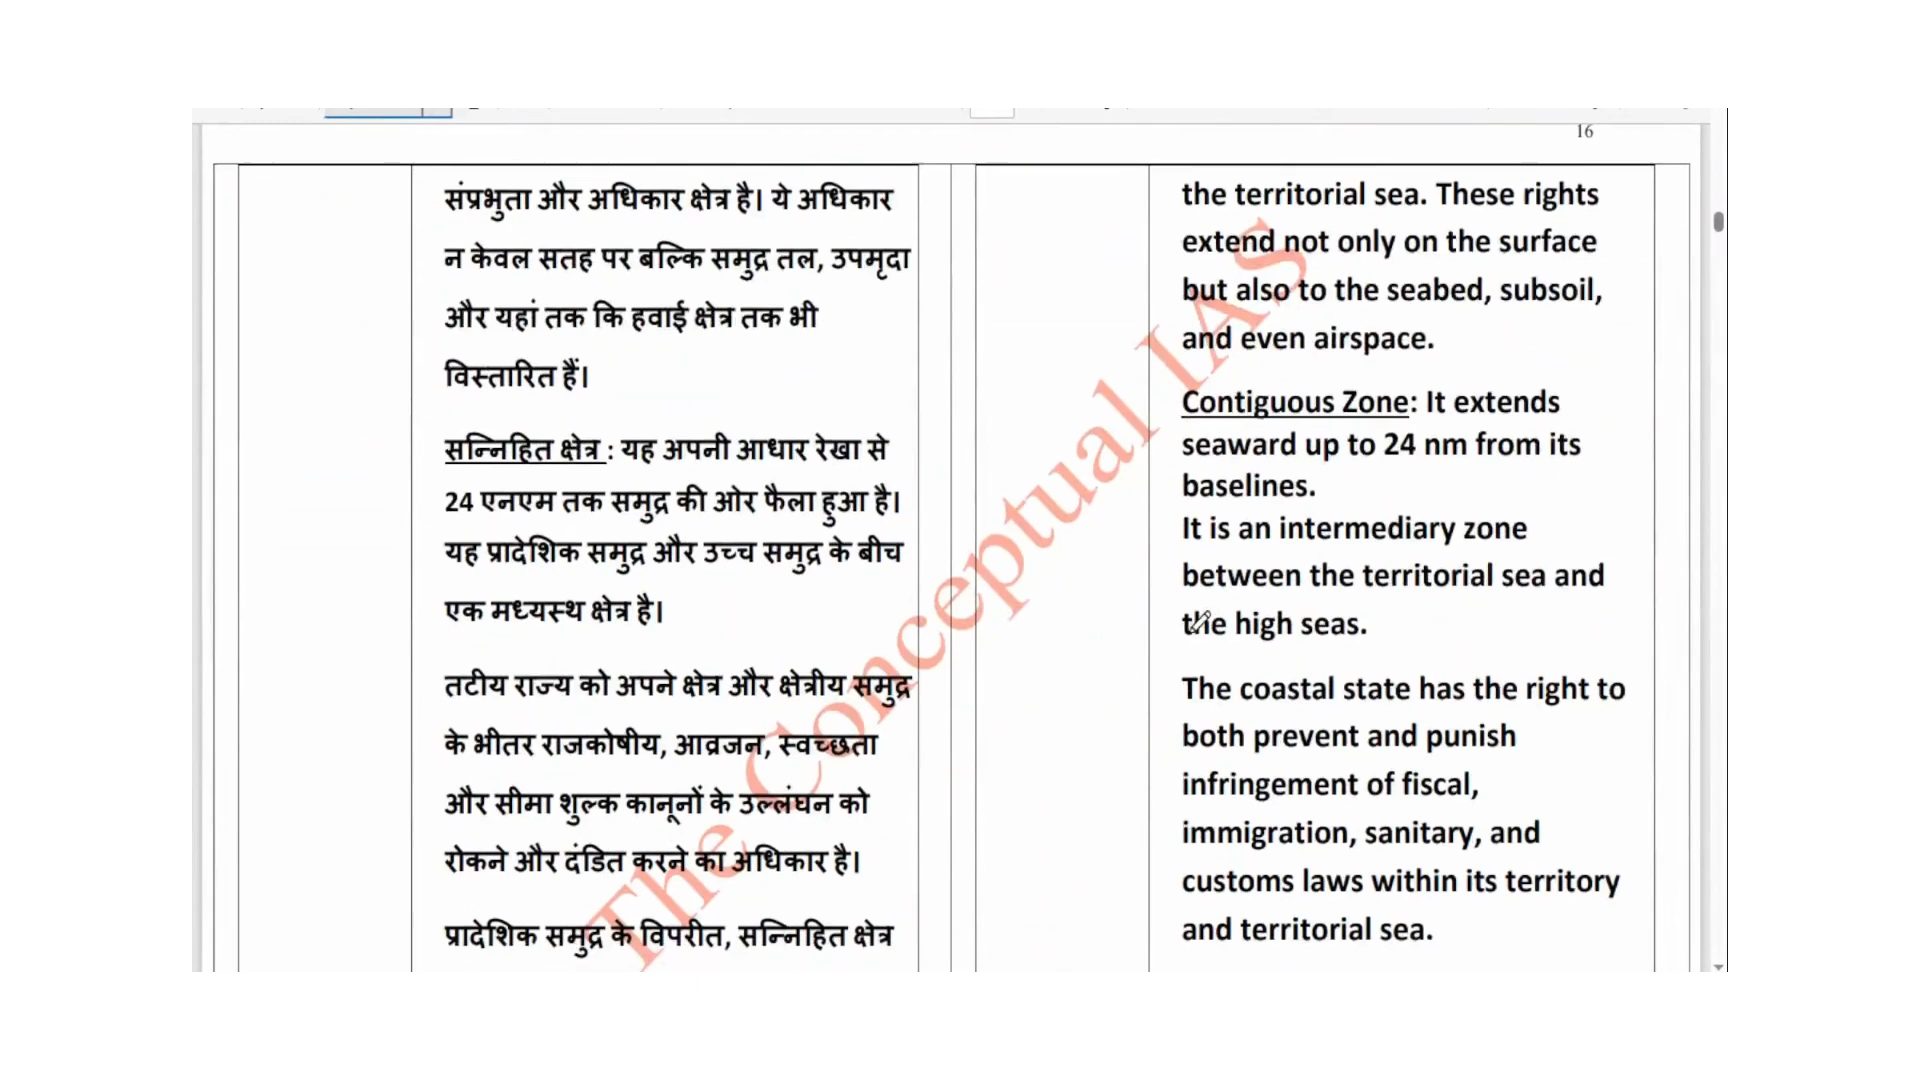 16
संप्रभुता और अधिकार क्षेत्र है। ये अधिकार
न केवल सतह पर बल्कि समुद्र तल, उपमृदा
और यहां तक कि हवाई क्षेत्र तक भी
विस्तारित हैं।
सन्निहित क्षेत्र : यह अपनी आधार रेखा से
24 एनएम तक समुद्र की ओर फैला हुआ है।
यह प्रादेशिक समुद्र और उच्च समुद्र के बीच
एक मध्यस्थ क्षेत्र है।
तटीय राज्य को अपने क्षेत्र और क्षेत्रीय समुद्र
के भीतर राजकोषीय, आव्रजन, स्वच्छता
और सीमा शुल्क कानूनों के उल्लंघन को
रोकने और दंडित करने का अधिकार है।
प्रादेशिक समुद्र के विपरीत, सन्निहित क्षेत्र
the territorial sea. These rights
extend not only on the surface
but also to the seabed, subsoil,
and even airspace.
Contiguous Zone: It extends
seaward up to 24 nm from its
baselines.
It is an intermediary zone
between the territorial sea and
the high seas.
The coastal state has the right to
both prevent and punish
infringement of fiscal,
immigration, sanitary, and
customs laws within its territory
and territorial sea.
The Conceptual IAS